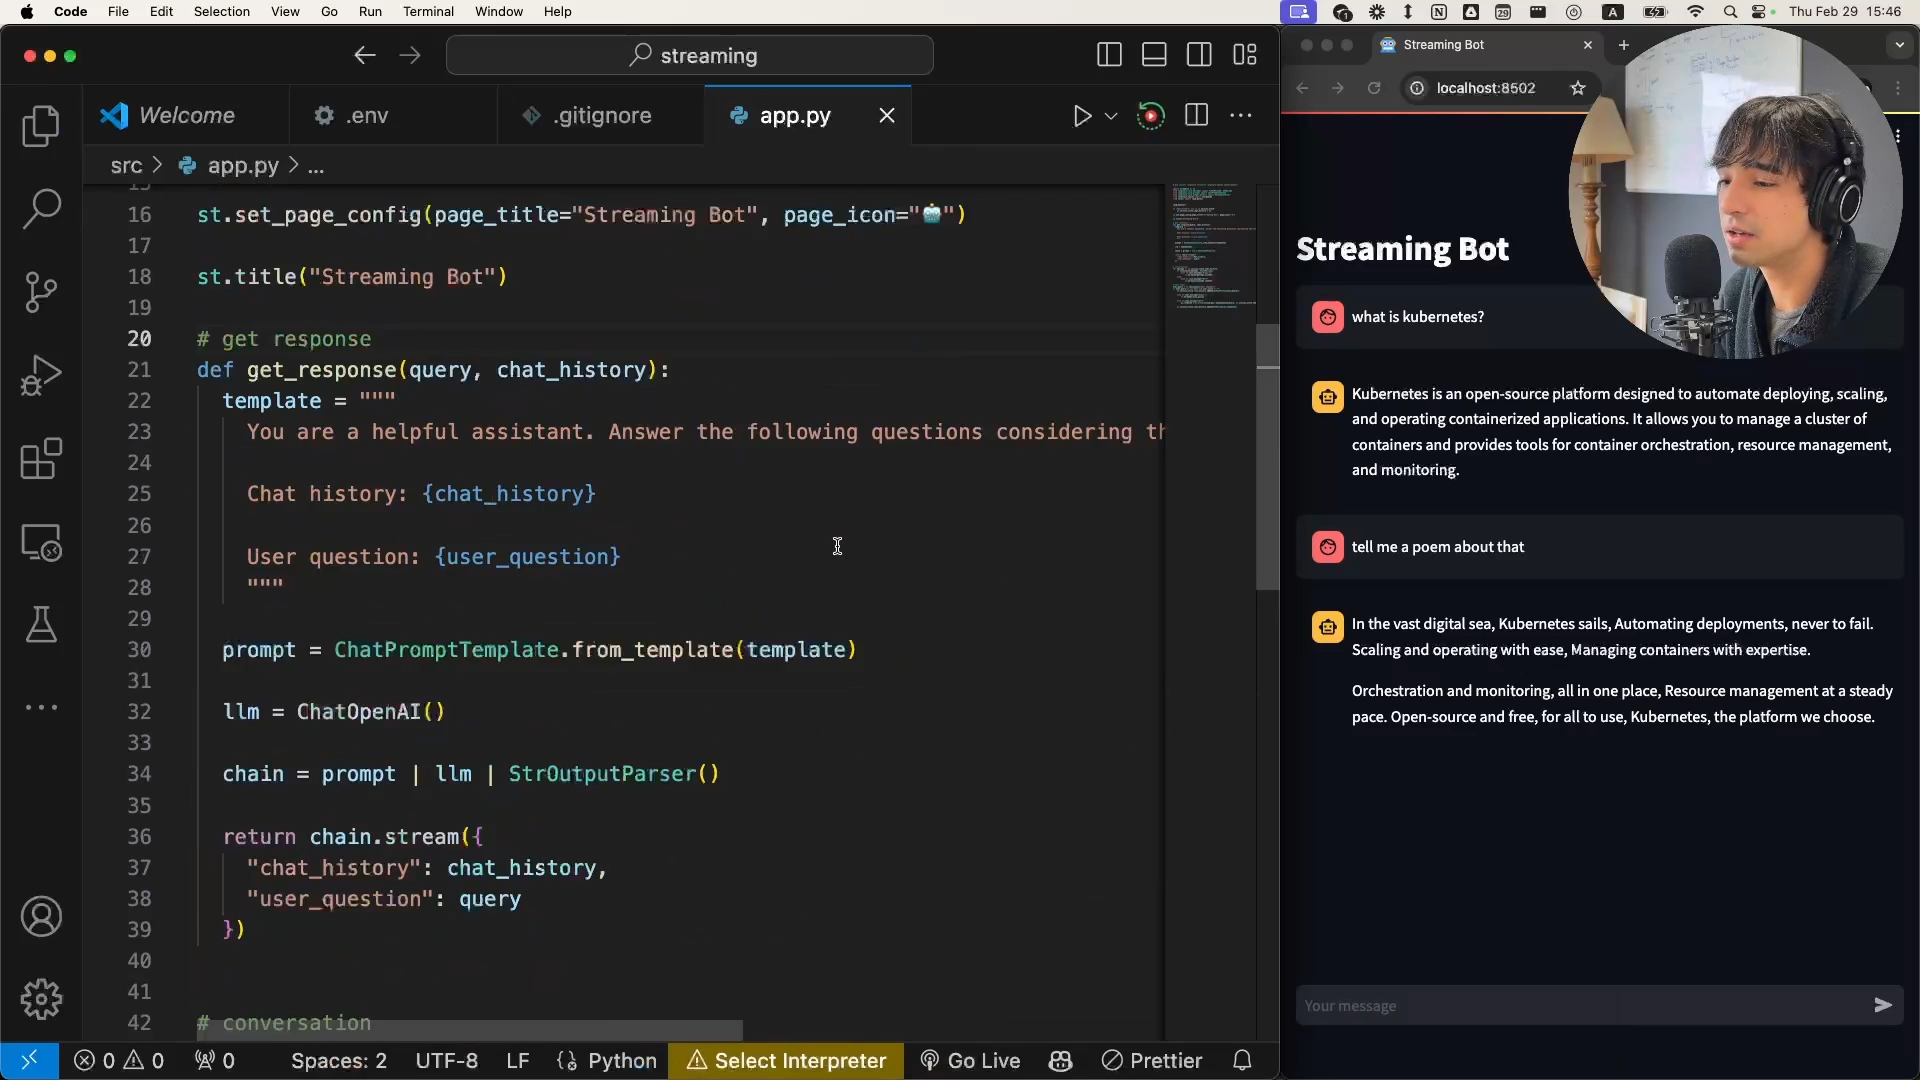 Code File Edit Selection View Go Run Terminal Window Help
29
A
Thu Feb 29 15:46
streaming
Welcome
.env
.gitignore
app.py
src > app.py > ...
15
16 st.set_page_config(page_title="Streaming Bot", page_icon="🤖")
17
18 st.title("Streaming Bot")
19
20 # get response
21 def get_response(query, chat_history):
22 template = """
23 You are a helpful assistant. Answer the following questions considering th
24
25 Chat history: {chat_history}
26
27 User question: {user_question}
28 """
29
30 prompt = ChatPromptTemplate.from_template(template)
31
32 llm = ChatOpenAI()
33
34 chain = prompt | llm | StrOutputParser()
35
36 return chain.stream({
37 "chat_history": chat_history,
38 "user_question": query
39 })
40
41
42 # conversation
0 0 0 Spaces: 2 UTF-8 LF {} Python Select Interpreter Go Live Prettier
Streaming Bot
localhost:8502
Streaming Bot
what is kubernetes?
Kubernetes is an open-source platform designed to automate deploying, scaling,
and operating containerized applications. It allows you to manage a cluster of
containers and provides tools for container orchestration, resource management,
and monitoring.
tell me a poem about that
In the vast digital sea, Kubernetes sails, Automating deployments, never to fail.
Scaling and operating with ease, Managing containers with expertise.
Orchestration and monitoring, all in one place, Resource management at a steady
pace. Open-source and free, for all to use, Kubernetes, the platform we choose.
Your message